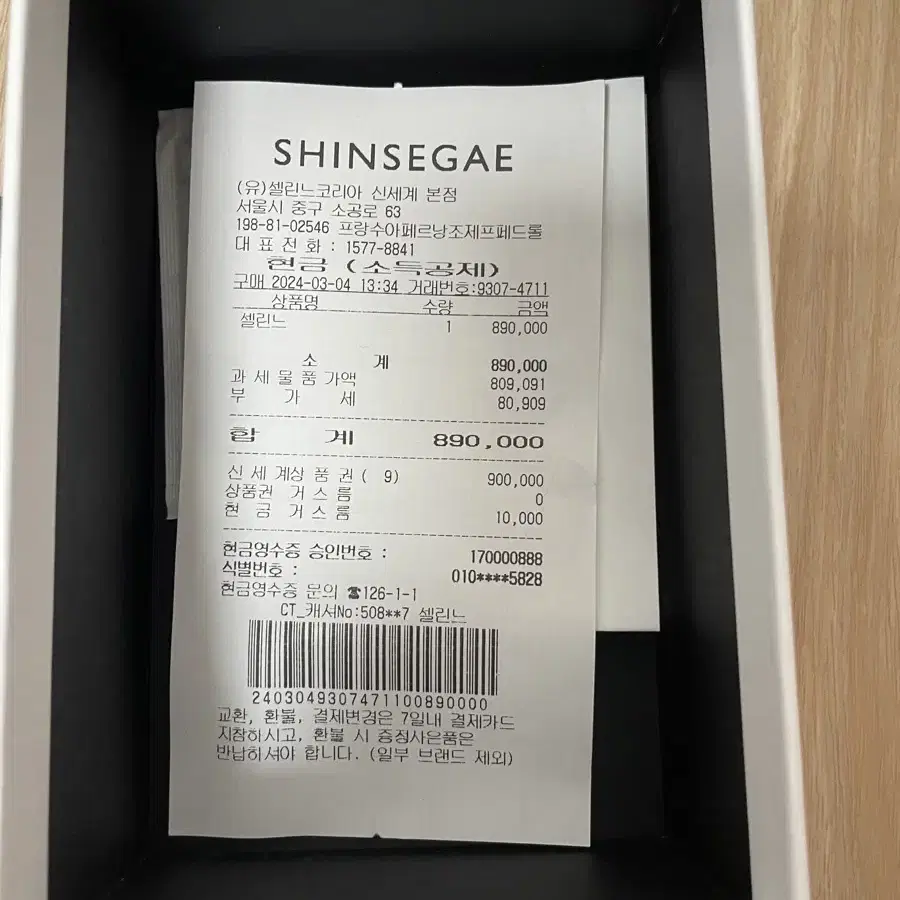 SHINSEGAE
(유)셀린느코리아 신세계 본점
서울시 중구 소공로 63
198-81-02546 프랑수아페르낭조제프페드롤
대 표 전 화 : 1577-8841
현금 (소득공제)
구매 2024-03-04 13:34 거래번호:9307-4711
상품명 수량 금액
셀린느 1 890,000
소 계 890,000
과 세 물 품 가액 809,091
부 가 세 80,909
합 계 890,000
신 세 계상 품 권 ( 9) 900,000
상품권 거 스 름 0
현 금 거 스 름 10,000
현금영수증 승인번호 : 170000888
식별번호 : 010****5828
현금영수증 문의 ☎126-1-1
CT_캐셔No:508**7 셀린느
2403049307471100890000
교환, 환불, 결제변경은 7일내 결제카드
지참하시고, 환불 시 증정사은품은
반납하셔야 합니다. (일부 브랜드 제외)